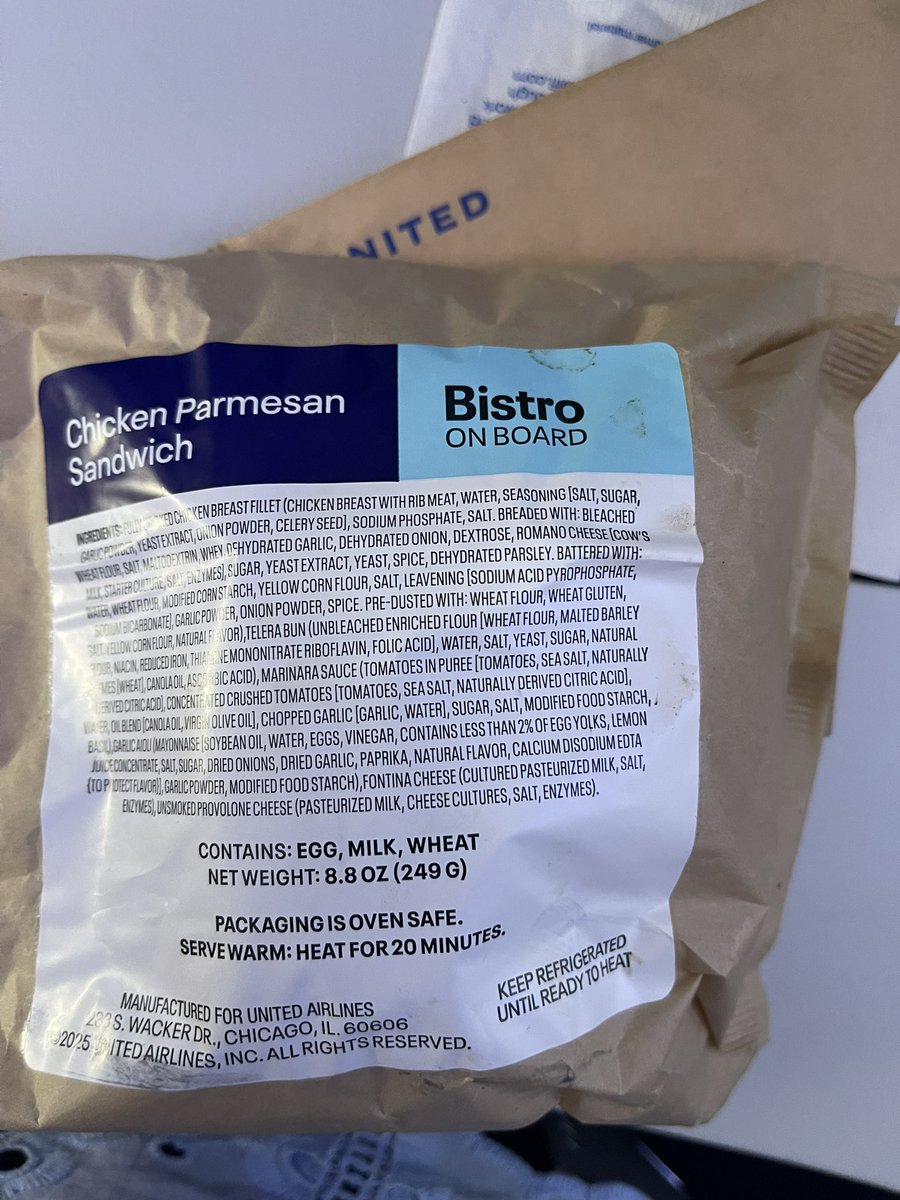 UNITED
Chicken Parmesan
Sandwich
Bistro
ON BOARD
INGREDIENTS: FULLY COOKED CHICKEN BREAST FILLET (CHICKEN BREAST WITH RIB MEAT, WATER, SEASONING [SALT, SUGAR,
GARLIC POWDER, YEAST EXTRACT, ONION POWDER, CELERY SEED], SODIUM PHOSPHATE, SALT. BREADED WITH: BLEACHED
WHEAT FLOUR, SALT, MALTODEXTRIN, WHEY, DEHYDRATED GARLIC, DEHYDRATED ONION, DEXTROSE, ROMANO CHEESE [COW'S
MILK, STARTER CULTURE, SALT, ENZYMES], SUGAR, YEAST EXTRACT, YEAST, SPICE, DEHYDRATED PARSLEY. BATTERED WITH:
WATER, WHEAT FLOUR, MODIFIED CORN STARCH, YELLOW CORN FLOUR, SALT, LEAVENING [SODIUM ACID PYROPHOSPHATE,
SODIUM BICARBONATE], GARLIC POWDER, ONION POWDER, SPICE. PRE-DUSTED WITH: WHEAT FLOUR, WHEAT GLUTEN,
SALT, YELLOW CORN FLOUR, NATURAL FLAVOR), TELERA BUN (UNBLEACHED ENRICHED FLOUR [WHEAT FLOUR, MALTED BARLEY
FLOUR, NIACIN, REDUCED IRON, THIAMINE MONONITRATE RIBOFLAVIN, FOLIC ACID], WATER, SALT, YEAST, SUGAR, NATURAL
[WHEAT], CANOLA OIL, ASCORBIC ACID), MARINARA SAUCE (TOMATOES IN PUREE [TOMATOES, SEA SALT, NATURALLY
DERIVED CITRIC ACID], CONCENTRATED CRUSHED TOMATOES [TOMATOES, SEA SALT, NATURALLY DERIVED CITRIC ACID],
WATER, OIL BLEND [CANOLA OIL, VIRGIN OLIVE OIL], CHOPPED GARLIC [GARLIC, WATER], SUGAR, SALT, MODIFIED FOOD STARCH,
BASIL), GARLIC AIOLI (MAYONNAISE [SOYBEAN OIL, WATER, EGGS, VINEGAR, CONTAINS LESS THAN 2% OF EGG YOLKS, LEMON
JUICE CONCENTRATE, SALT, SUGAR, DRIED ONIONS, DRIED GARLIC, PAPRIKA, NATURAL FLAVOR, CALCIUM DISODIUM EDTA
(TO PROTECT FLAVOR)], GARLIC POWDER, MODIFIED FOOD STARCH), FONTINA CHEESE (CULTURED PASTEURIZED MILK, SALT,
ENZYMES), UNSMOKED PROVOLONE CHEESE (PASTEURIZED MILK, CHEESE CULTURES, SALT, ENZYMES).
CONTAINS: EGG, MILK, WHEAT
NET WEIGHT: 8.8 OZ (249 G)
PACKAGING IS OVEN SAFE.
SERVE WARM: HEAT FOR 20 MINUTES.
KEEP REFRIGERATED
UNTIL READY TO HEAT
MANUFACTURED FOR UNITED AIRLINES
233 S. WACKER DR., CHICAGO, IL. 60606
©2025 UNITED AIRLINES, INC. ALL RIGHTS RESERVED.